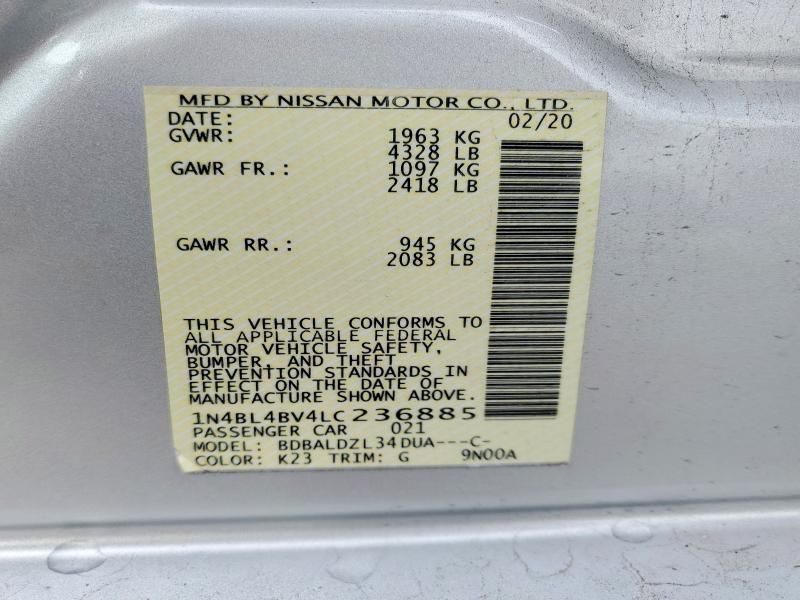 MFD BY NISSAN MOTOR CO., LTD.
DATE: 02/20
GVWR: 1963 KG
4328 LB
GAWR FR.: 1097 KG
2418 LB
GAWR RR.: 945 KG
2083 LB
THIS VEHICLE CONFORMS TO
ALL APPLICABLE FEDERAL
MOTOR VEHICLE SAFETY,
BUMPER, AND THEFT
PREVENTION STANDARDS IN
EFFECT ON THE DATE OF
MANUFACTURE SHOWN ABOVE.
1N4BL4BV4LC236885
PASSENGER CAR 021
MODEL: BDBALDZL34DUA---C-
COLOR: K23 TRIM: G 9N00A